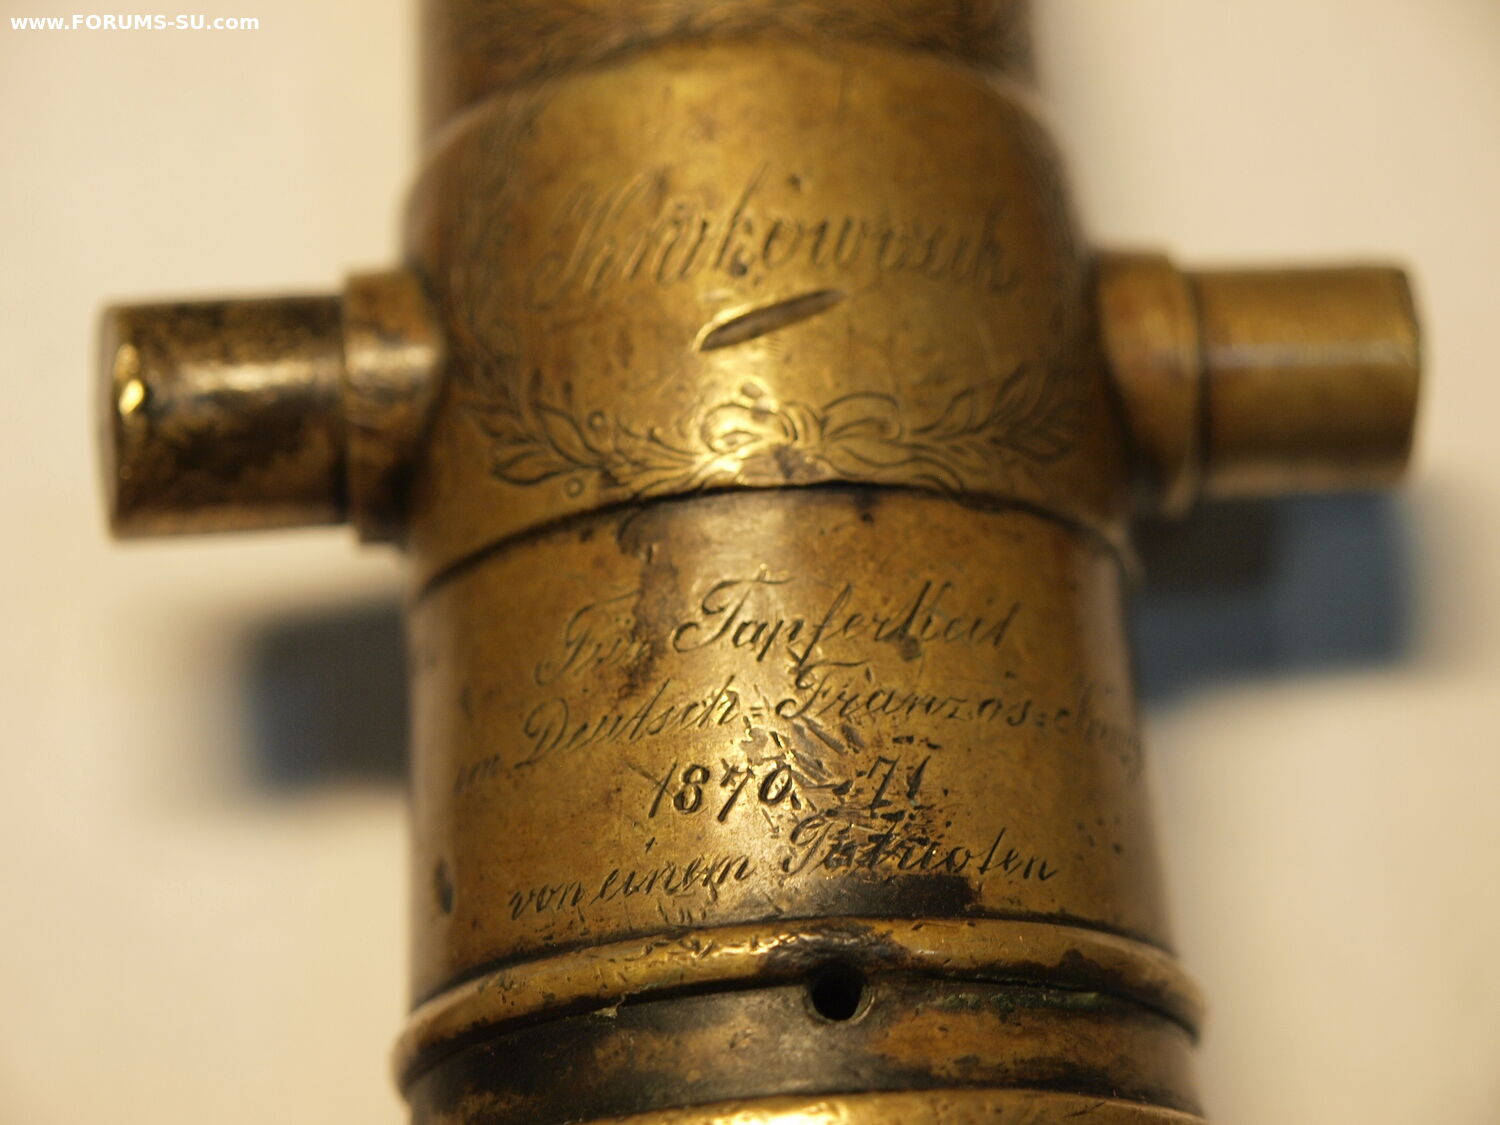 www.FORUMS-SU.com
Für Tapferkeit
im Deutsch-Französ:
1870.-71.
von einem Patrioten